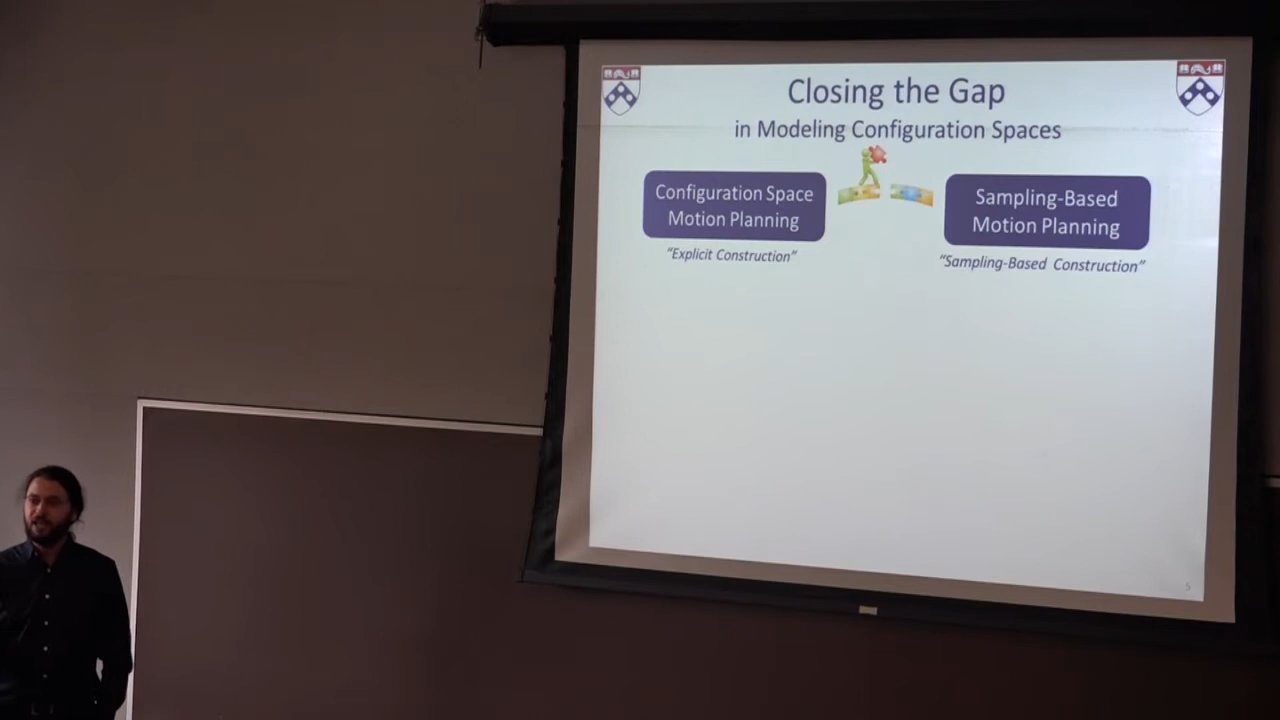 Closing the Gap
in Modeling Configuration Spaces
Configuration Space
Motion Planning
"Explicit Construction"
Sampling-Based
Motion Planning
"Sampling-Based Construction"
5